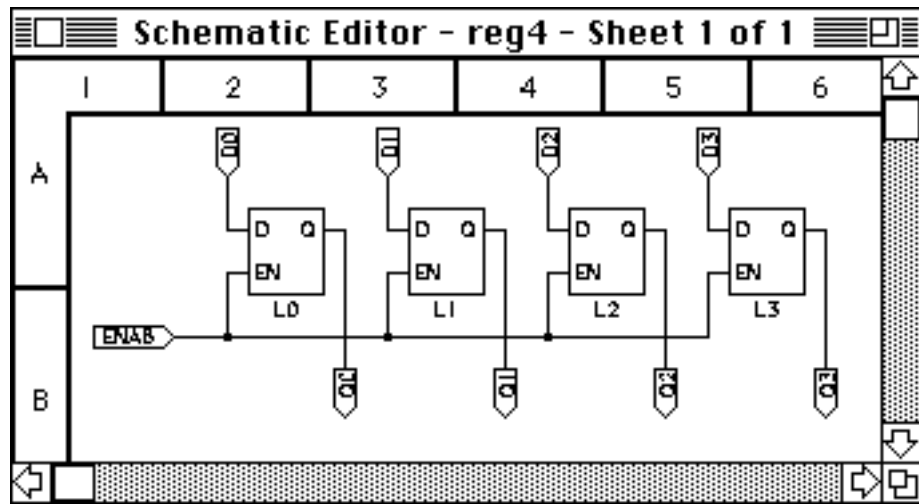 Schematic Editor - reg4 - Sheet 1 of 1
1 2 3 4 5 6
A
D0 D1 D2 D3
D Q D Q D Q D Q
EN EN EN EN
L0 L1 L2 L3
ENAB
Q0 Q1 Q2 Q3
B